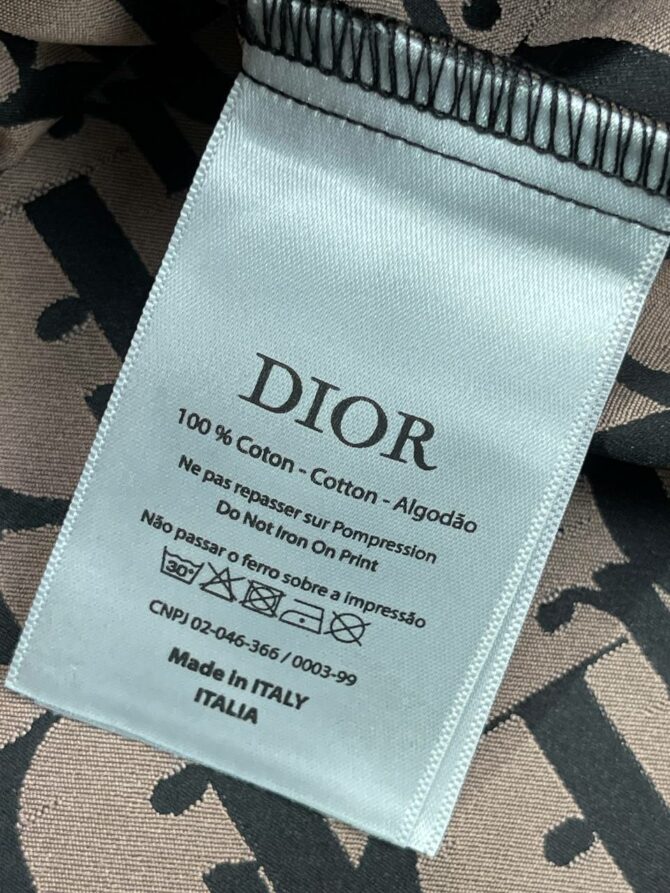 DIOR
100 % Coton - Cotton - Algodão
Ne pas repasser sur Pompression
Do Not Iron On Print
Não passar o ferro sobre a impressão
30°
CNPJ 02-046-366 / 0003-99
Made in ITALY
ITALIA